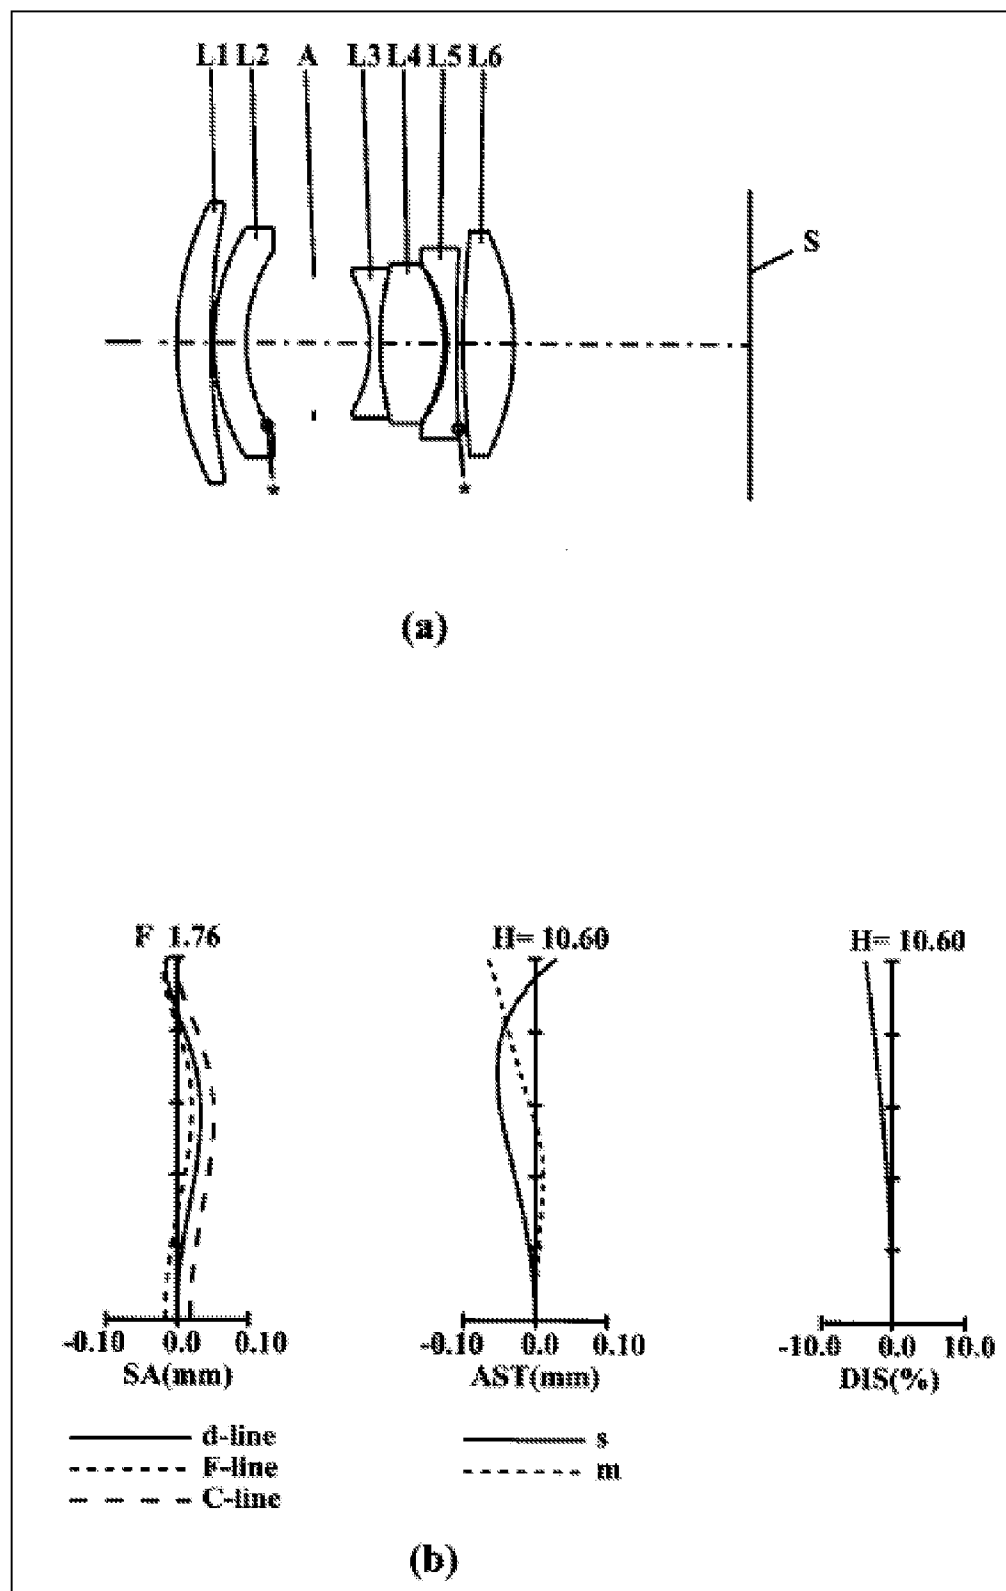 L1 L2 A L3 L4 L5 L6
S
* *
(a)
F 1.76 H= 10.60 H= 10.60
-0.10 0.0 0.10 -0.10 0.0 0.10 -10.0 0.0 10.0
SA(mm) AST(mm) DIS(%)
d-line s
F-line m
C-line
(b)